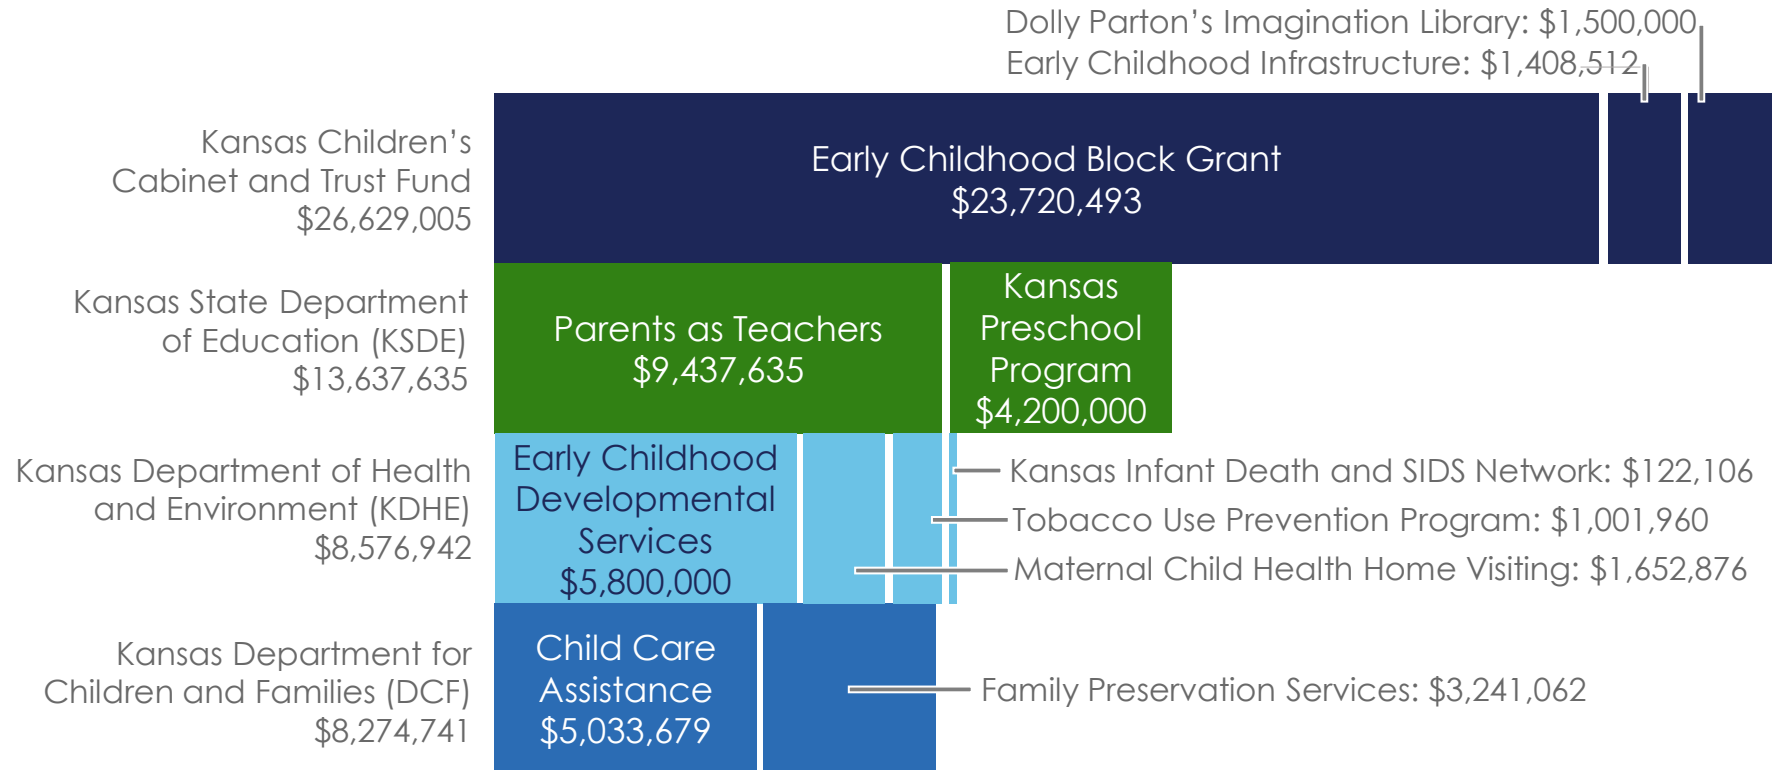 Dolly Parton’s Imagination Library: $1,500,000
Early Childhood Infrastructure: $1,408,512
Kansas Children’s
Cabinet and Trust Fund
$26,629,005
Early Childhood Block Grant
$23,720,493
Kansas State Department
of Education (KSDE)
$13,637,635
Parents as Teachers
$9,437,635
Kansas
Preschool
Program
$4,200,000
Kansas Department of Health
and Environment (KDHE)
$8,576,942
Early Childhood
Developmental
Services
$5,800,000
Kansas Infant Death and SIDS Network: $122,106
Tobacco Use Prevention Program: $1,001,960
Maternal Child Health Home Visiting: $1,652,876
Kansas Department for
Children and Families (DCF)
$8,274,741
Child Care
Assistance
$5,033,679
Family Preservation Services: $3,241,062